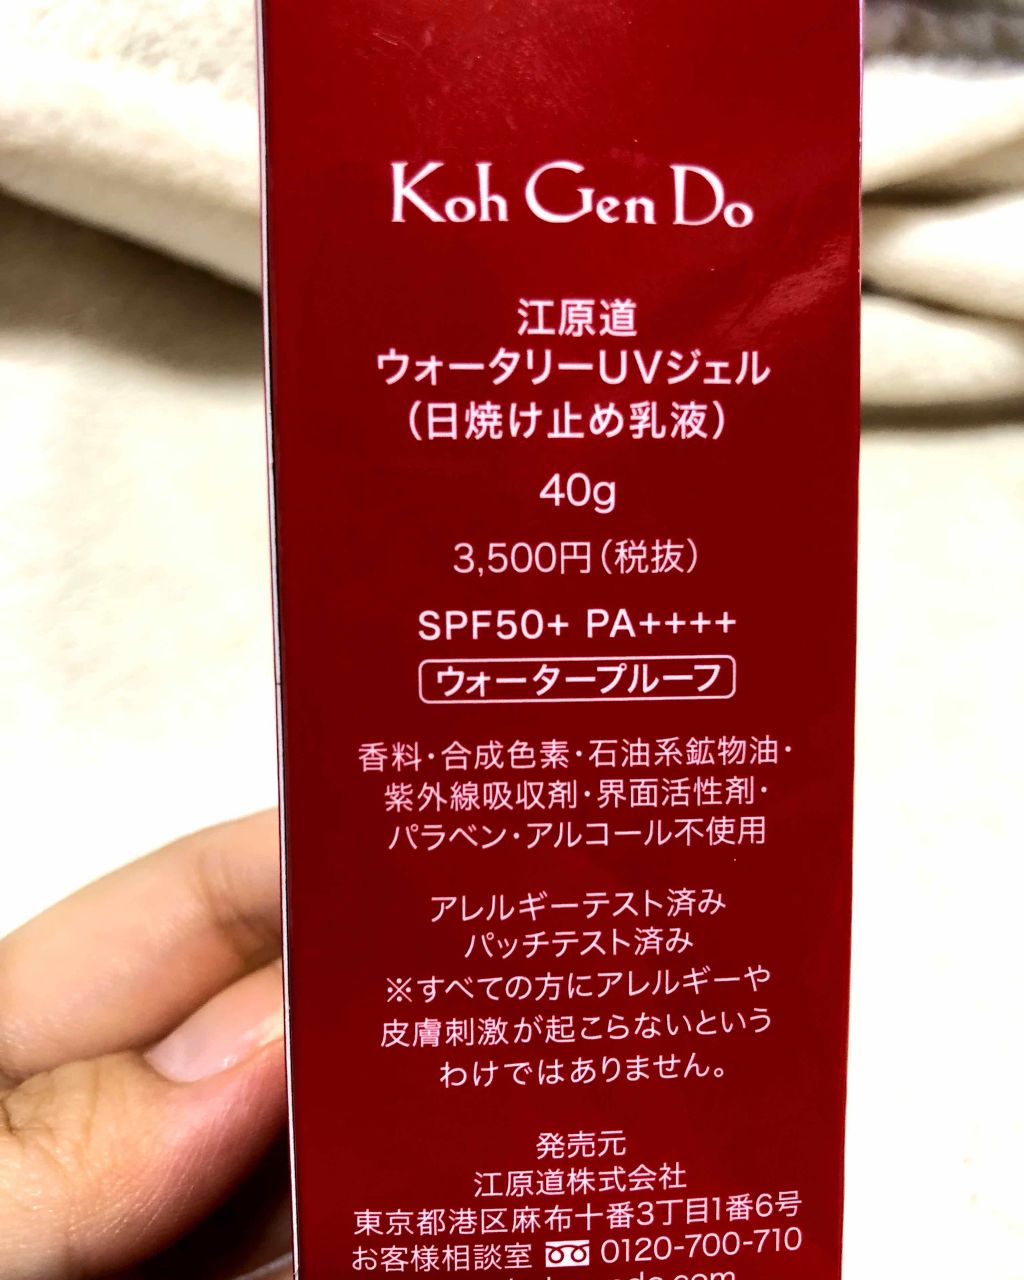 Koh Gen Do
江原道
ウォータリーUVジェル
（日焼け止め乳液）
40g
3,500円（税抜）
SPF50+ PA++++
ウォータープルーフ
香料・合成色素・石油系鉱物油・
紫外線吸収剤・界面活性剤・
パラベン・アルコール不使用
アレルギーテスト済み
パッチテスト済み
※すべての方にアレルギーや
皮膚刺激が起こらないという
わけではありません。
発売元
江原道株式会社
東京都港区麻布十番3丁目1番6号
お客様相談室 0120-700-710